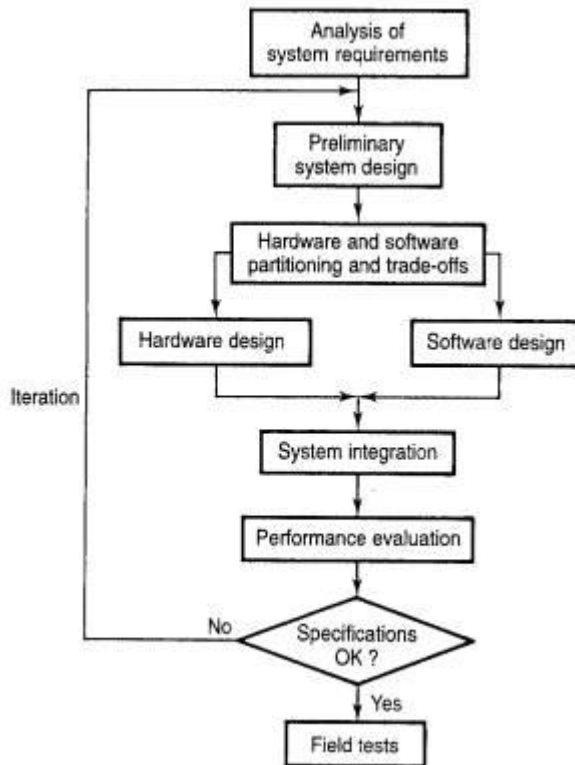 Analysis of
system requirements
Preliminary
system design
Hardware and software
partitioning and trade-offs
Hardware design
Software design
Iteration
System integration
Performance evaluation
No
Specifications
OK ?
Yes
Field tests